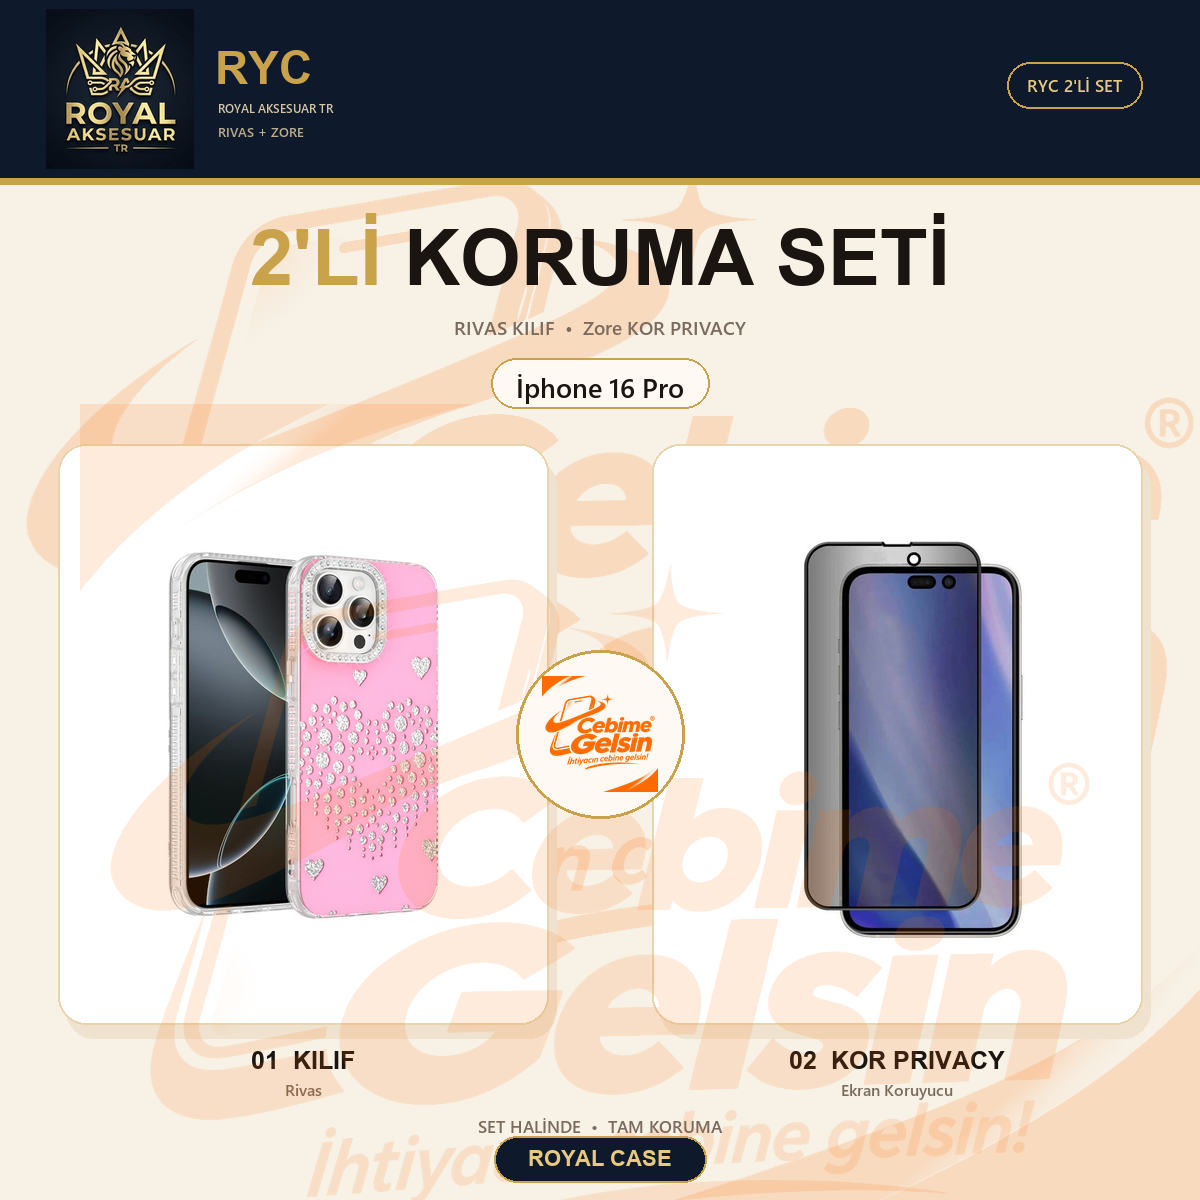 ROYAL
AKSESUAR
TR
RYC
ROYAL AKSESUAR TR
RIVAS + ZORE
RYC 2'Lİ SET
2'Lİ KORUMA SETİ
RIVAS KILIF • Zore KOR PRIVACY
İphone 16 Pro
®
Cebime®
Gelsin
İhtiyacın cebine gelsin!
Cebime®
Gelsin
01 KILIF
Rivas
02 KOR PRIVACY
Ekran Koruyucu
SET HALİNDE • TAM KORUMA
ROYAL CASE